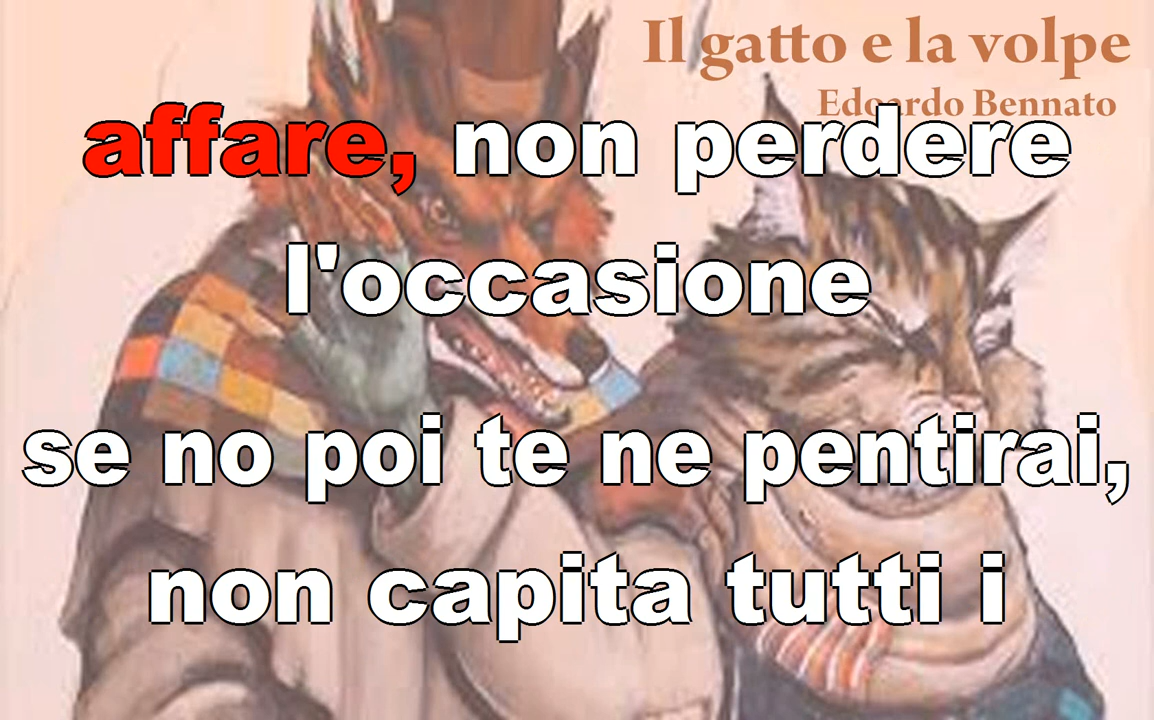 Il gatto e la volpe
Edoardo Bennato
affare, non perdere
l'occasione
se no poi te ne pentirai,
non capita tutti i